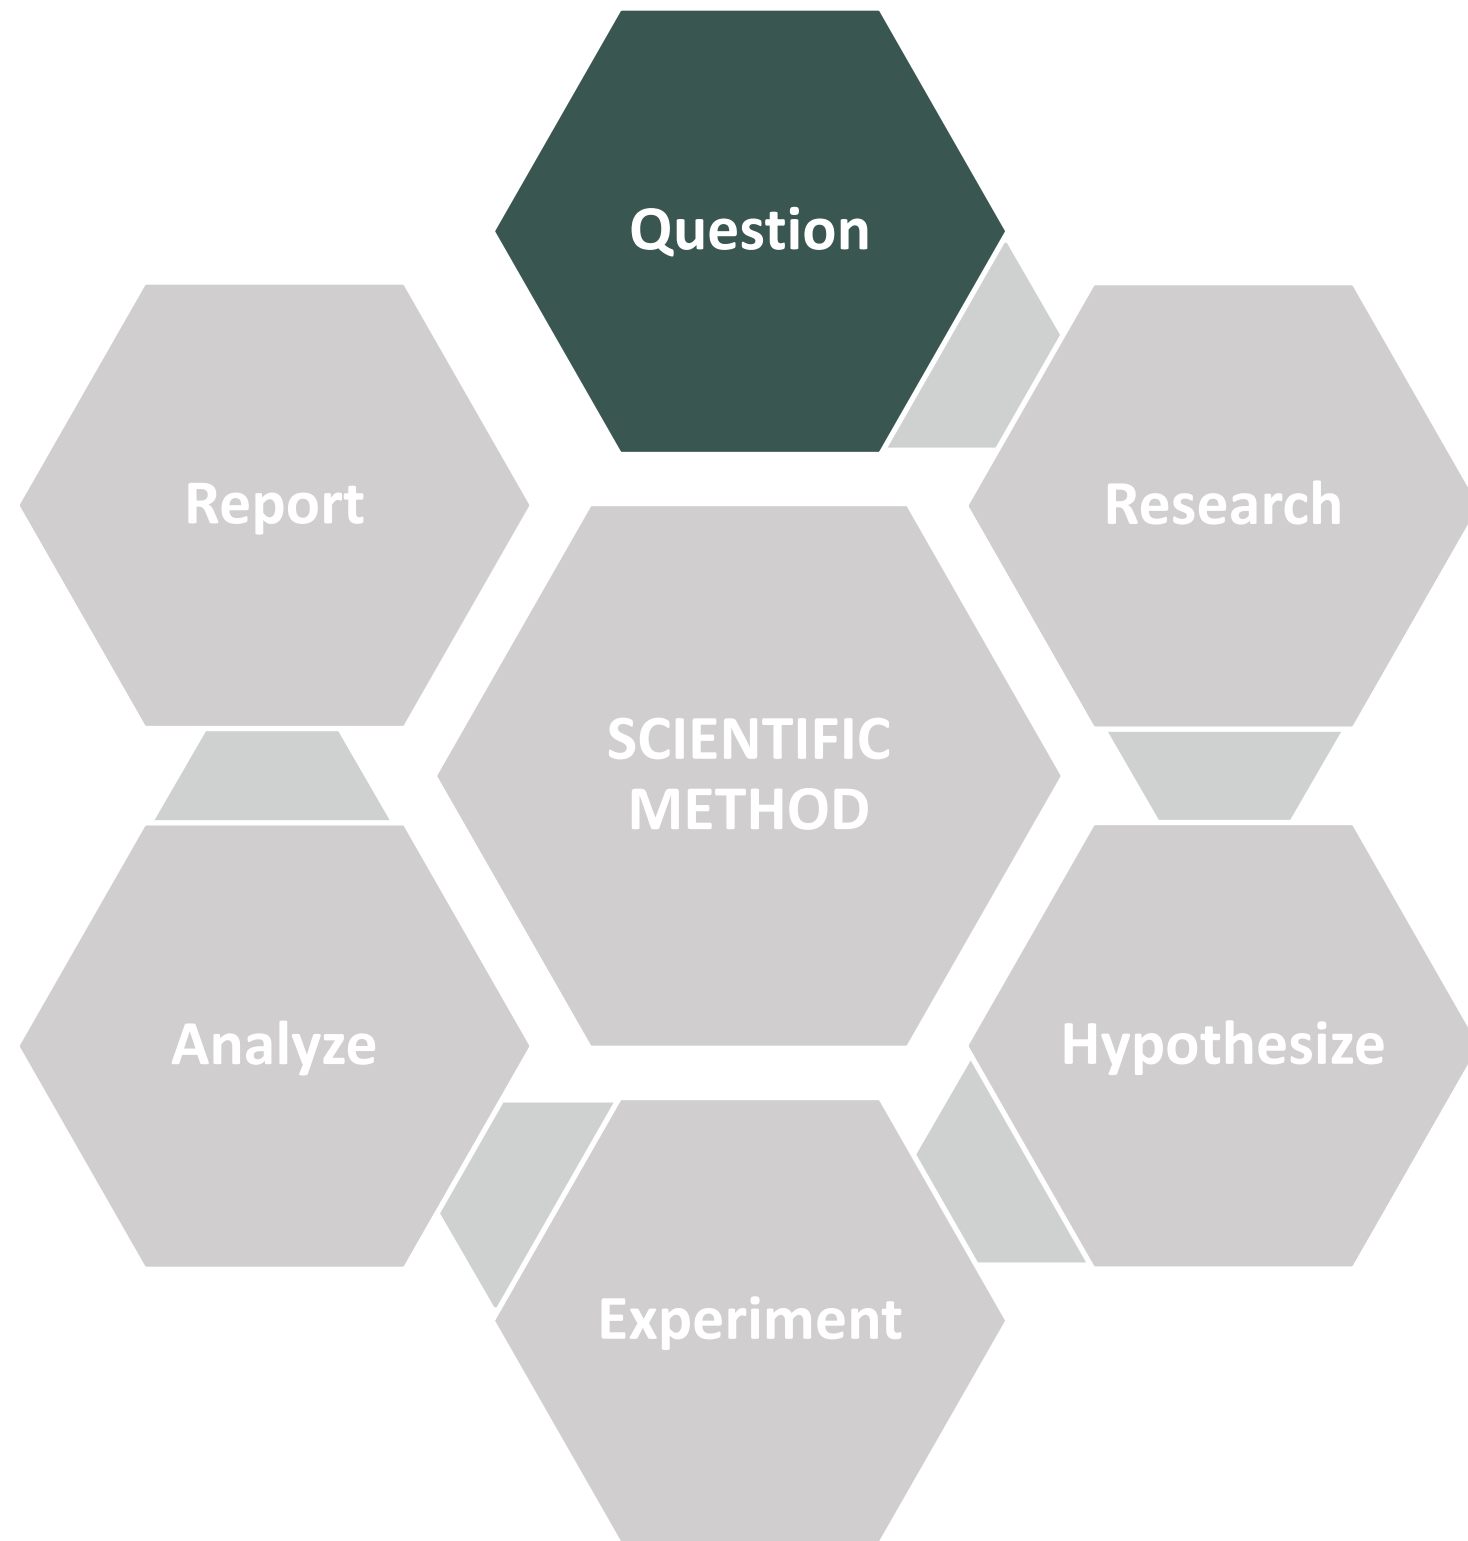 Question
Research
Hypothesize
Experiment
Analyze
Report
SCIENTIFIC
METHOD